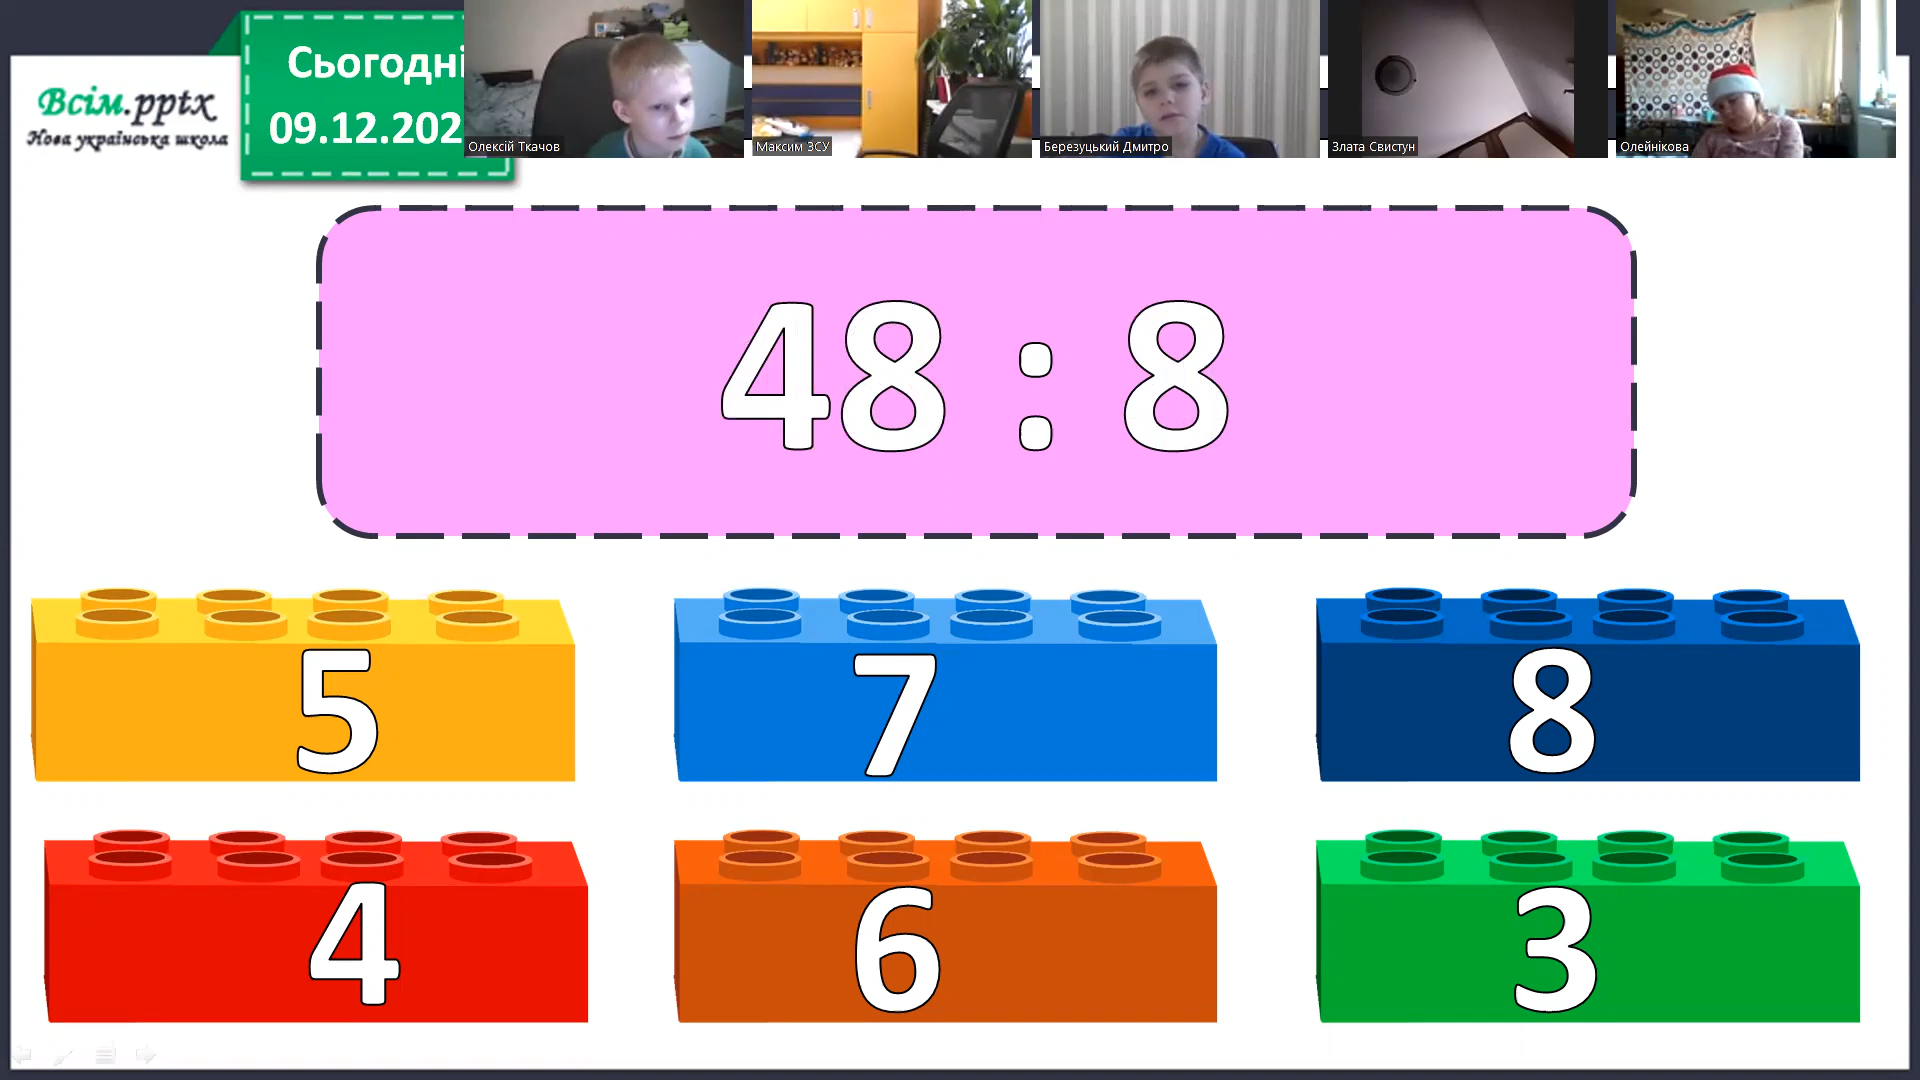 Всім.pptx
Нова українська школа
Сьогодні
09.12.202
Олексій Ткачов
Максим ЗСУ
Березуцький Дмитро
Злата Свистун
Олейнікова
48 : 8
5
7
8
4
6
3